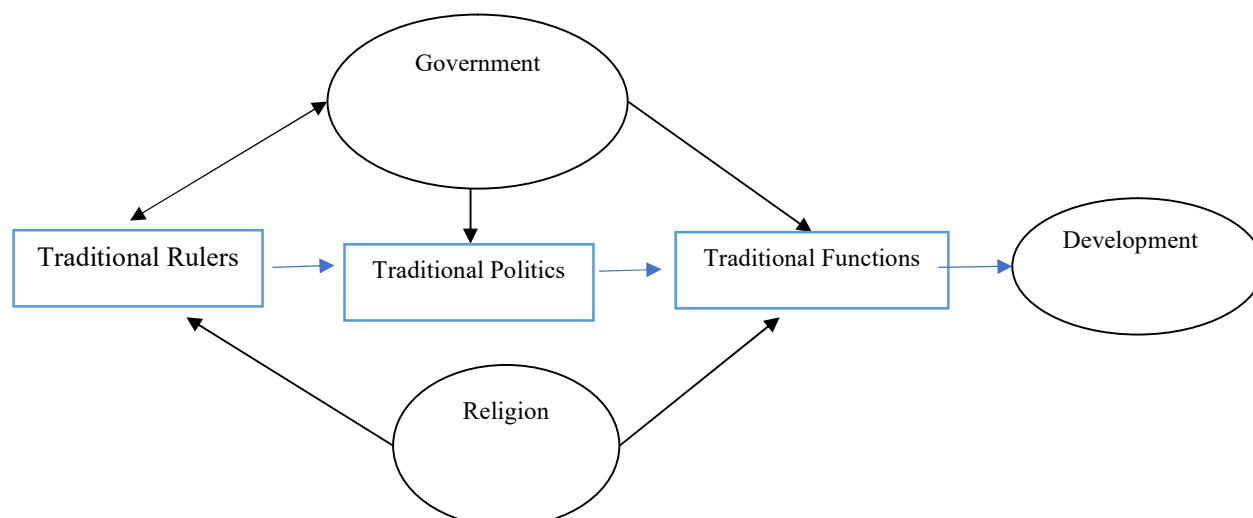 Government
Traditional Rulers
Traditional Politics
Traditional Functions
Development
Religion